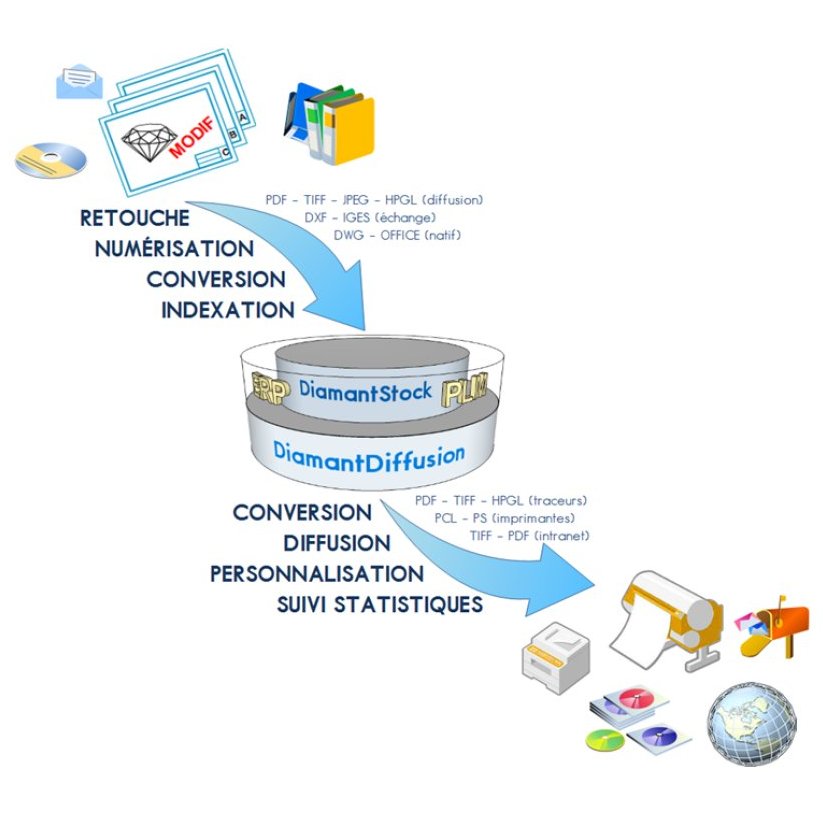 A
B
C
MODIF
PDF - TIFF - JPEG - HPGL (diffusion)
DXF - IGES (échange)
DWG - OFFICE (natif)
RETOUCHE
NUMÉRISATION
CONVERSION
INDEXATION
ERP DiamantStock PLM
DiamantDiffusion
PDF - TIFF - HPGL (traceurs)
PCL - PS (imprimantes)
TIFF - PDF (intranet)
CONVERSION
DIFFUSION
PERSONNALISATION
SUIVI STATISTIQUES